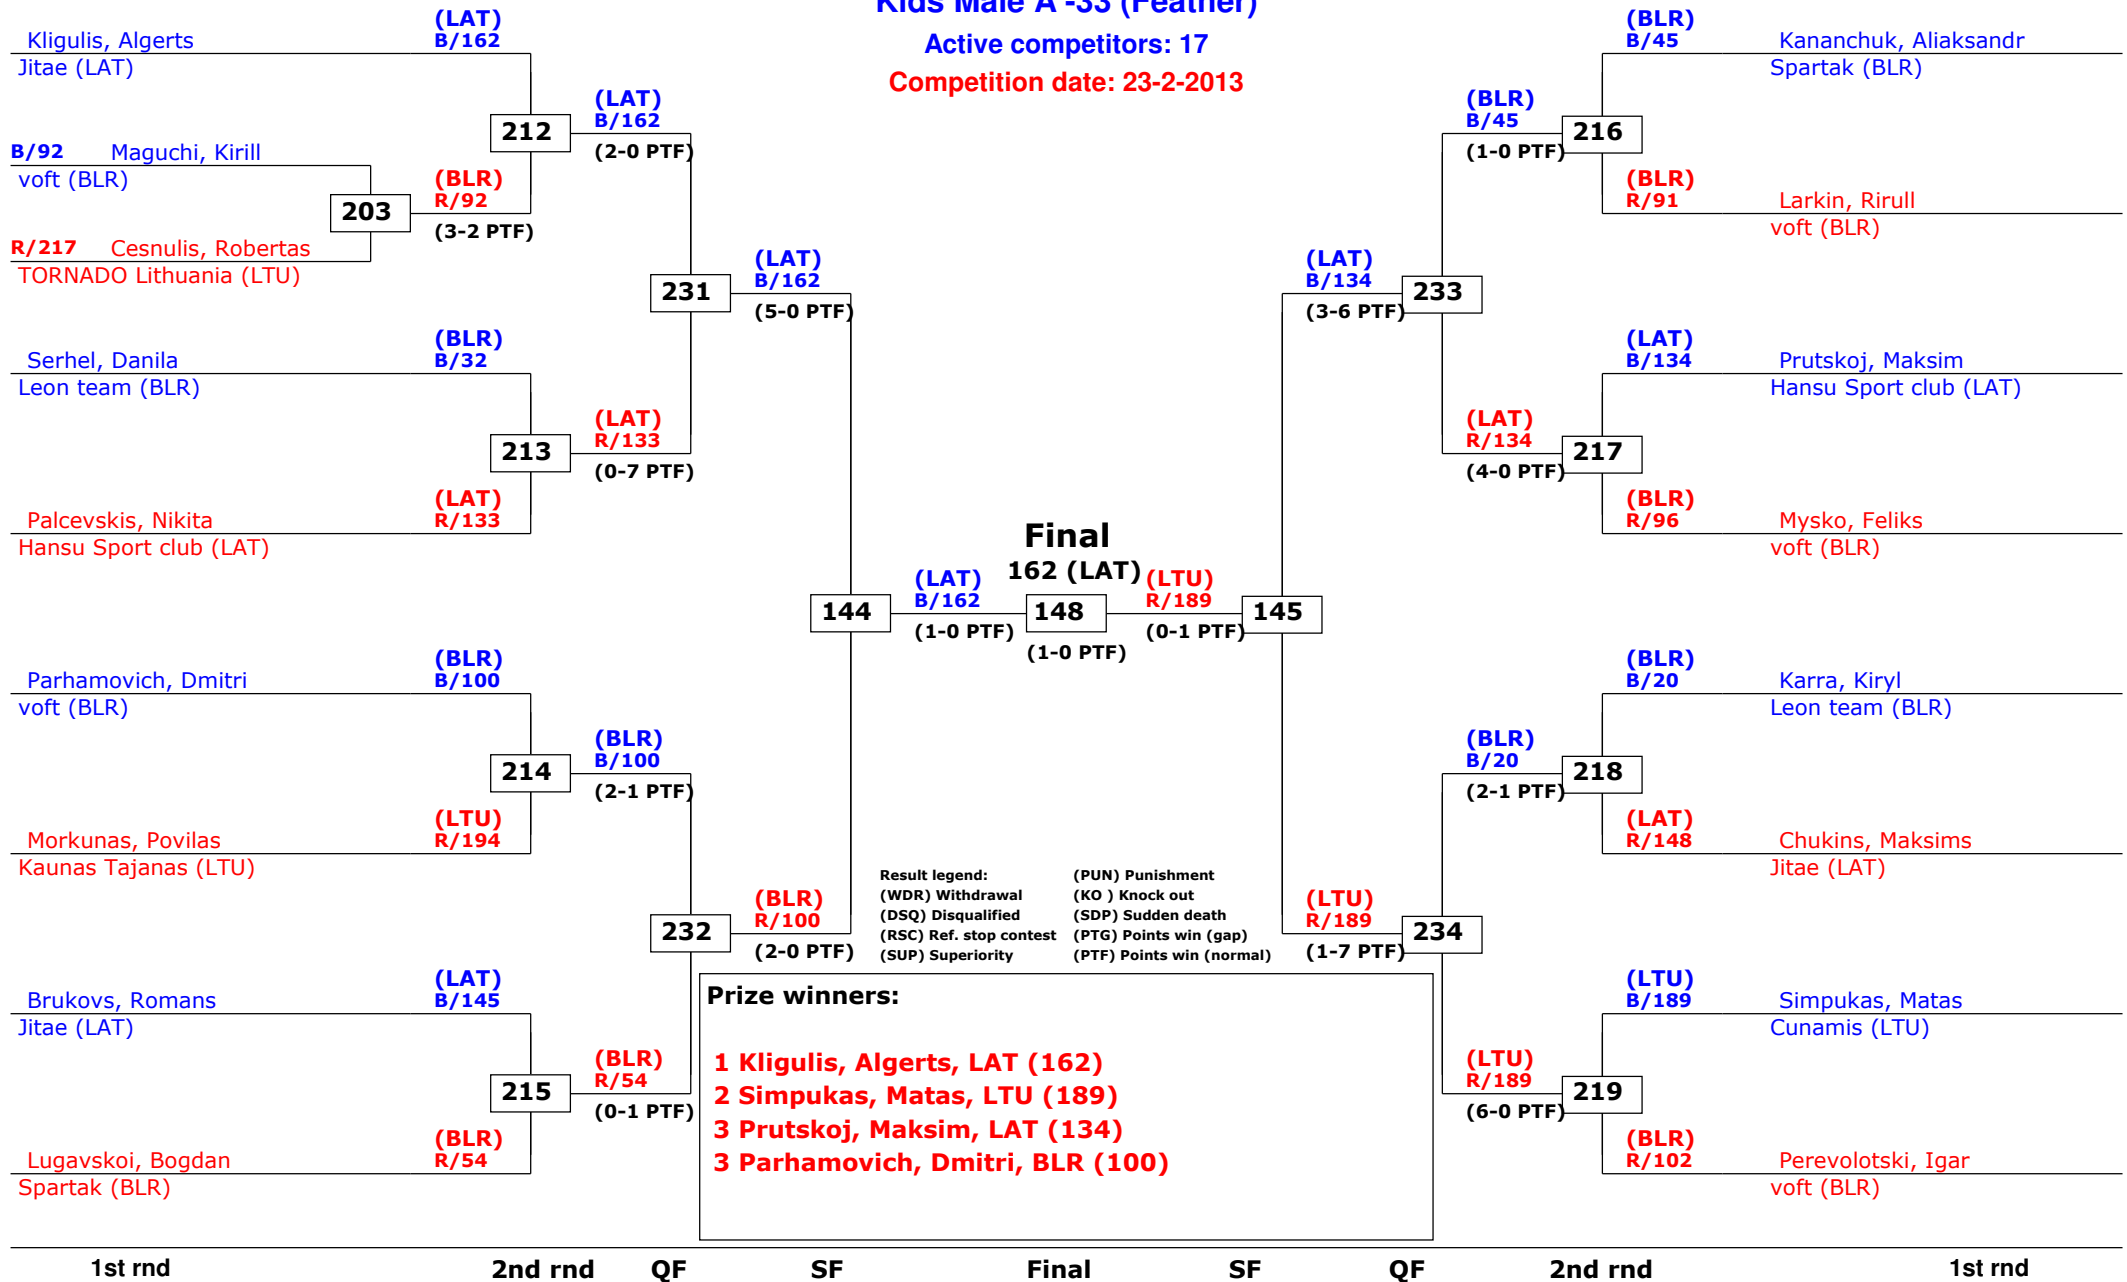 Kids Male A -33 (Feather)
Active competitors: 17
Competition date: 23-2-2013
(LAT)
Kligulis, Algerts B/162
Jitae (LAT)
(LAT)
B/162
212
(2-0 PTF)
B/92 Maguchi, Kirill
voft (BLR)
(BLR)
R/92
203
(3-2 PTF)
R/217 Cesnulis, Robertas
TORNADO Lithuania (LTU)
(LAT)
B/162
231
(5-0 PTF)
(BLR)
Serhel, Danila B/32
Leon team (BLR)
(LAT)
R/133
213
(0-7 PTF)
(LAT)
Palcevskis, Nikita R/133
Hansu Sport club (LAT)
(LAT)
B/162
144
(1-0 PTF)
(BLR)
Parhamovich, Dmitri B/100
voft (BLR)
(BLR)
B/100
214
(2-1 PTF)
(LTU)
Morkunas, Povilas R/194
Kaunas Tajanas (LTU)
(BLR)
R/100
232
(2-0 PTF)
(LAT)
Brukovs, Romans B/145
Jitae (LAT)
(BLR)
R/54
215
(0-1 PTF)
(BLR)
Lugavskoi, Bogdan R/54
Spartak (BLR)
Final
162 (LAT)
148
(1-0 PTF)
(BLR)
B/45 Kananchuk, Aliaksandr
Spartak (BLR)
(BLR)
B/45
216
(1-0 PTF)
(BLR)
R/91 Larkin, Rirull
voft (BLR)
(LAT)
B/134
233
(3-6 PTF)
(LAT)
B/134 Prutskoj, Maksim
Hansu Sport club (LAT)
(LAT)
R/134
217
(4-0 PTF)
(BLR)
R/96 Mysko, Feliks
voft (BLR)
(LTU)
R/189
145
(0-1 PTF)
(BLR)
B/20 Karra, Kiryl
Leon team (BLR)
(BLR)
B/20
218
(2-1 PTF)
(LAT)
R/148 Chukins, Maksims
Jitae (LAT)
(LTU)
R/189
234
(1-7 PTF)
(LTU)
B/189 Simpukas, Matas
Cunamis (LTU)
(LTU)
R/189
219
(6-0 PTF)
(BLR)
R/102 Perevolotski, Igar
voft (BLR)
Result legend: (PUN) Punishment
(WDR) Withdrawal (KO ) Knock out
(DSQ) Disqualified (SDP) Sudden death
(RSC) Ref. stop contest (PTG) Points win (gap)
(SUP) Superiority (PTF) Points win (normal)
Prize winners:
1 Kligulis, Algerts, LAT (162)
2 Simpukas, Matas, LTU (189)
3 Prutskoj, Maksim, LAT (134)
3 Parhamovich, Dmitri, BLR (100)
1st rnd 2nd rnd QF SF Final SF QF 2nd rnd 1st rnd